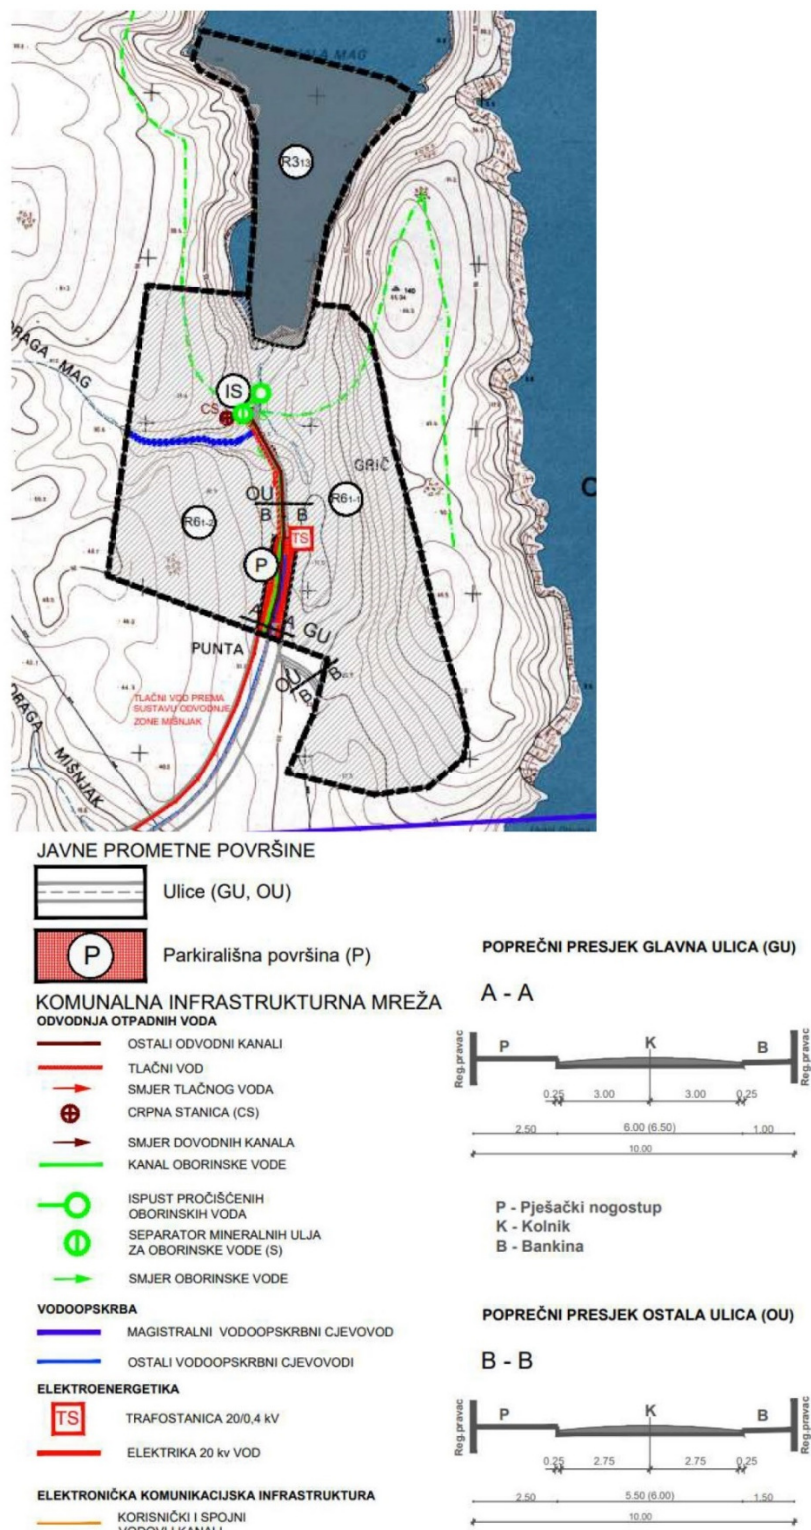 R3₁₃
DRAGA MAG
IS
CS
GRIČ
OU
B B
R6₁₋₁
R6₁₋₂
TS
P
A A GU
PUNTA
OU
B B
TLAČNI VOD PREMA
SUSTAVU ODVODNJE
ZONE MIŠNJAK
DRAGA MIŠNJAK
JAVNE PROMETNE POVRŠINE
Ulice (GU, OU)
P Parkirališna površina (P)
KOMUNALNA INFRASTRUKTURNA MREŽA
ODVODNJA OTPADNIH VODA
OSTALI ODVODNI KANALI
TLAČNI VOD
SMJER TLAČNOG VODA
CRPNA STANICA (CS)
SMJER DOVODNIH KANALA
KANAL OBORINSKE VODE
ISPUST PROČIŠĆENIH
OBORINSKIH VODA
SEPARATOR MINERALNIH ULJA
ZA OBORINSKE VODE (S)
SMJER OBORINSKE VODE
VODOOPSKRBA
MAGISTRALNI VODOOPSKRBNI CJEVOVOD
OSTALI VODOOPSKRBNI CJEVOVODI
ELEKTROENERGETIKA
TS TRAFOSTANICA 20/0,4 kV
ELEKTRIKA 20 kv VOD
ELEKTRONIČKA KOMUNIKACIJSKA INFRASTRUKTURA
KORISNIČKI I SPOJNI
VODOVI I KANALI
POPREČNI PRESJEK GLAVNA ULICA (GU)
A - A
Reg.pravac P K B Reg.pravac
0.25 3.00 3.00 0.25
2.50 6.00 (6.50) 1.00
10.00
P - Pješački nogostup
K - Kolnik
B - Bankina
POPREČNI PRESJEK OSTALA ULICA (OU)
B - B
Reg.pravac P K B Reg.pravac
0.25 2.75 2.75 0.25
2.50 5.50 (6.00) 1.50
10.00